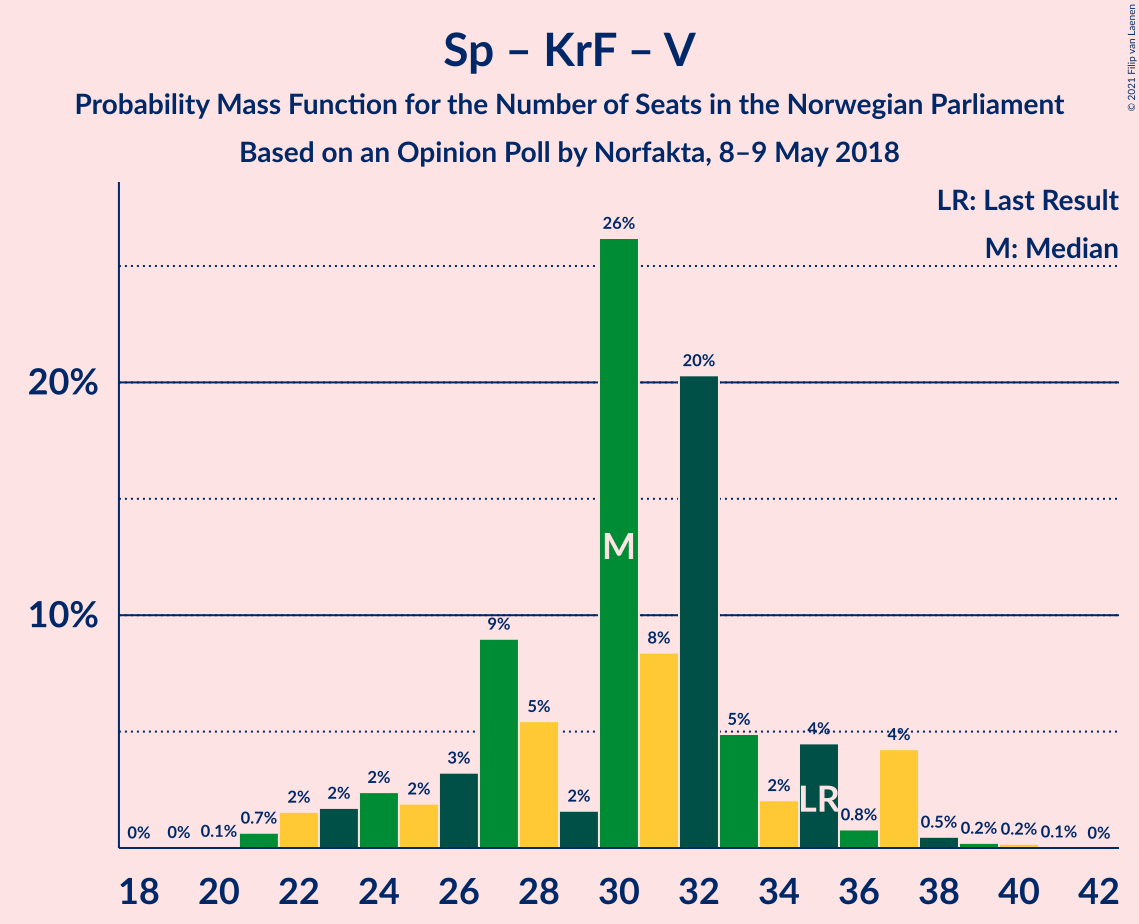 Sp – KrF – V
Probability Mass Function for the Number of Seats in the Norwegian Parliament
Based on an Opinion Poll by Norfakta, 8–9 May 2018
© 2021 Filip van Laenen
LR: Last Result
M: Median
20%
10%
0% 0% 0.1% 0.7% 2% 2% 2% 2% 3% 9% 5% 2% 26% 8% 20% 5% 2% 4% 0.8% 4% 0.5% 0.2% 0.2% 0.1% 0%
M
LR
18 20 22 24 26 28 30 32 34 36 38 40 42